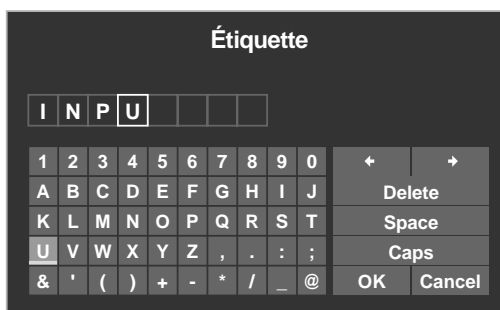 Étiquette
I N P U
1 2 3 4 5 6 7 8 9 0 🡸 🡺
A B C D E F G H I J Delete
K L M N O P Q R S T Space
U V W X Y Z , . : ; Caps
& ' ( ) + - * / _ @ OK Cancel